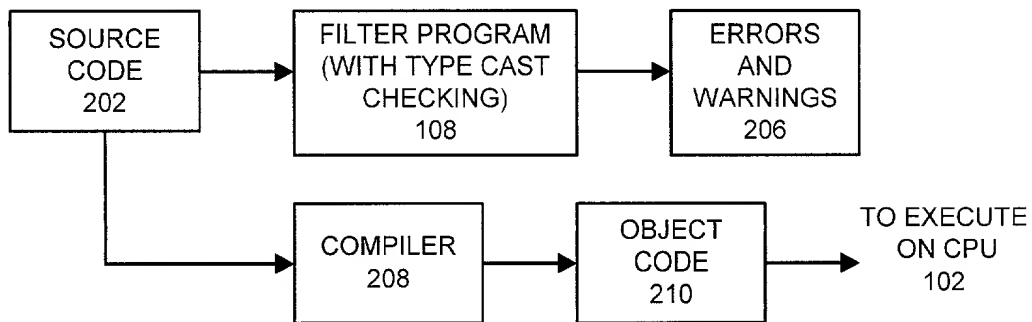 SOURCE
CODE
202
FILTER PROGRAM
(WITH TYPE CAST
CHECKING)
108
ERRORS
AND
WARNINGS
206
COMPILER
208
OBJECT
CODE
210
TO EXECUTE
ON CPU
102